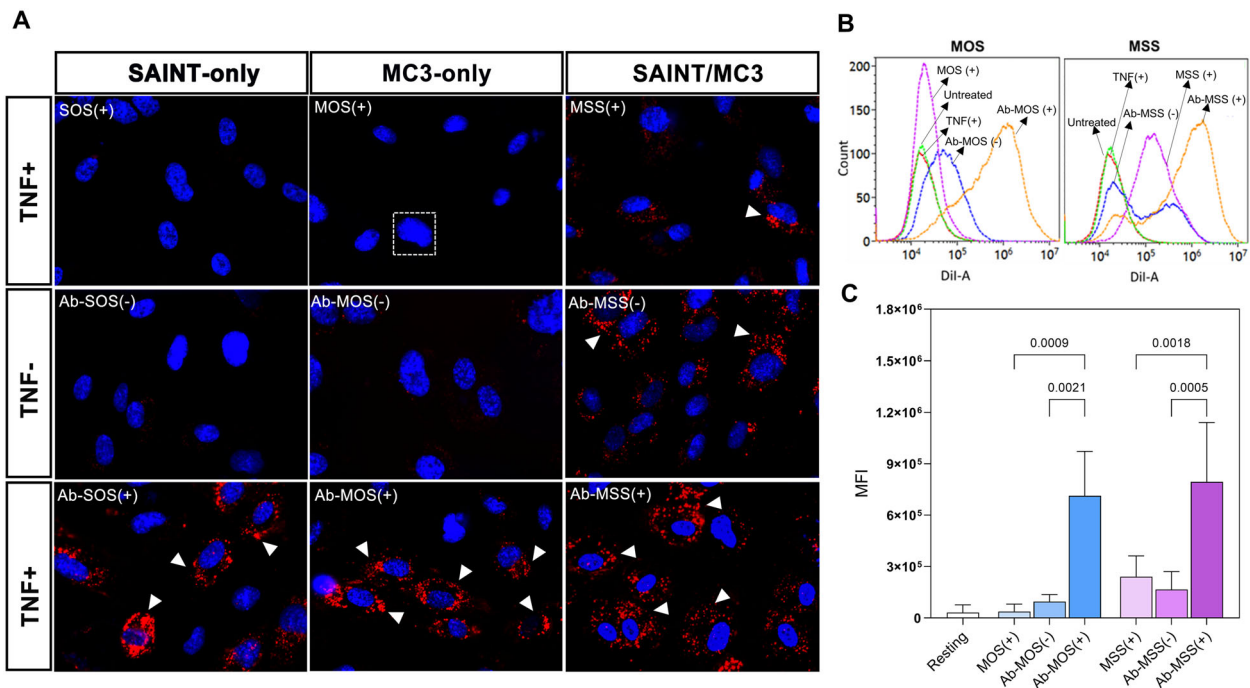 A
SAINT-only
MC3-only
SAINT/MC3
TNF+
SOS(+)
MOS(+)
MSS(+)
TNF-
Ab-SOS(-)
Ab-MOS(-)
Ab-MSS(-)
TNF+
Ab-SOS(+)
Ab-MOS(+)
Ab-MSS(+)
B
MOS
MSS
Count
200
150
100
50
0
MOS (+)
Untreated
TNF(+)
Ab-MOS (-)
Ab-MOS (+)
10⁴
10⁵
10⁶
10⁷
DiI-A
Untreated
TNF(+)
Ab-MSS (-)
MSS (+)
Ab-MSS (+)
10⁴
10⁵
10⁶
10⁷
DiI-A
C
MFI
1.8×10⁶
1.5×10⁶
1.2×10⁶
9×10⁵
6×10⁵
3×10⁵
0
0.0009
0.0021
0.0018
0.0005
Resting
MOS(+)
Ab-MOS(-)
Ab-MOS(+)
MSS(+)
Ab-MSS(-)
Ab-MSS(+)